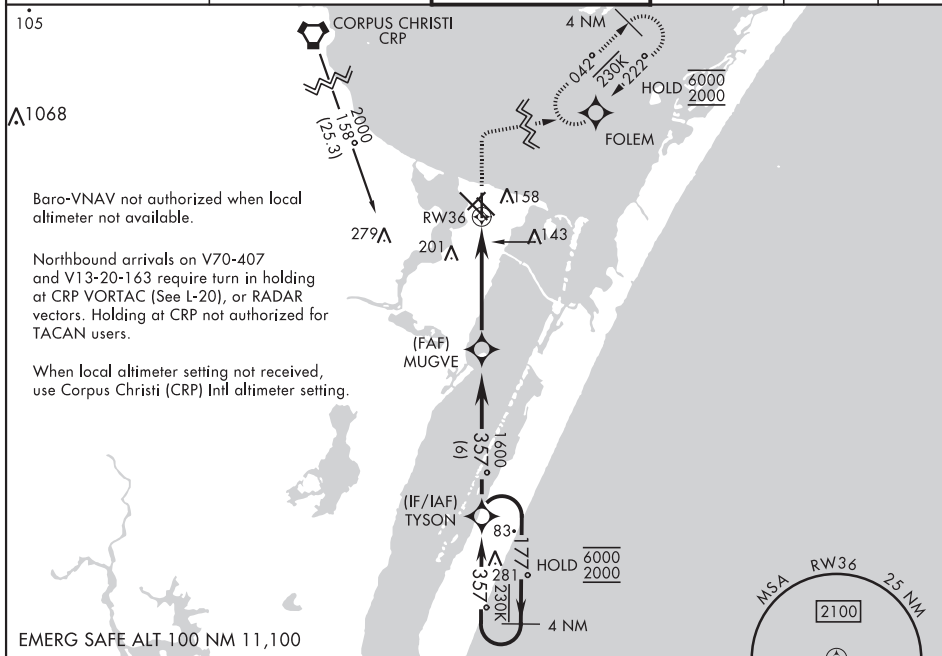 105
CORPUS CHRISTI
CRP
4 NM
042°
230K
222°
HOLD 6000
2000
1068
2000
158°
(25.3)
FOLEM
Baro-VNAV not authorized when local
altimeter not available.
158
RW36
279
201
143
Northbound arrivals on V70-407
and V13-20-163 require turn in holding
at CRP VORTAC (See L-20), or RADAR
vectors. Holding at CRP not authorized for
TACAN users.
(FAF)
MUGVE
When local altimeter setting not received,
use Corpus Christi (CRP) Intl altimeter setting.
1600
357°
(6)
(IF/IAF)
TYSON
83
177°
HOLD 6000
2000
281
357°
230K
4 NM
MSA RW36 25 NM
2100
EMERG SAFE ALT 100 NM 11,100